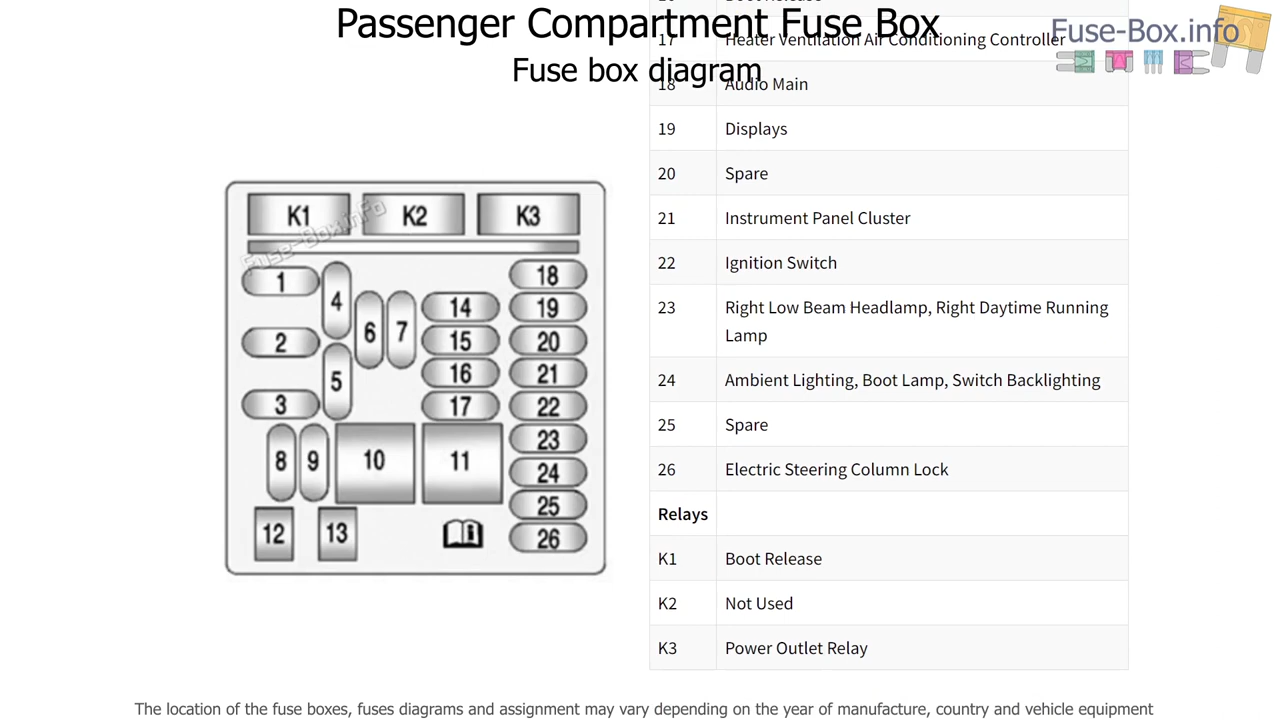 Passenger Compartment Fuse Box
Fuse box diagram
Fuse-Box.info
17 Heater Ventilation Air Conditioning Controller
18 Audio Main
19 Displays
20 Spare
21 Instrument Panel Cluster
22 Ignition Switch
23 Right Low Beam Headlamp, Right Daytime Running
Lamp
24 Ambient Lighting, Boot Lamp, Switch Backlighting
25 Spare
26 Electric Steering Column Lock
Relays
K1 Boot Release
K2 Not Used
K3 Power Outlet Relay
K1 K2 K3
Fuse-Box.info
1 4 18
6 7 14 19
2 15 20
5 16 21
3 17 22
8 9 10 11 23
24
25
12 13 26
The location of the fuse boxes, fuses diagrams and assignment may vary depending on the year of manufacture, country and vehicle equipment